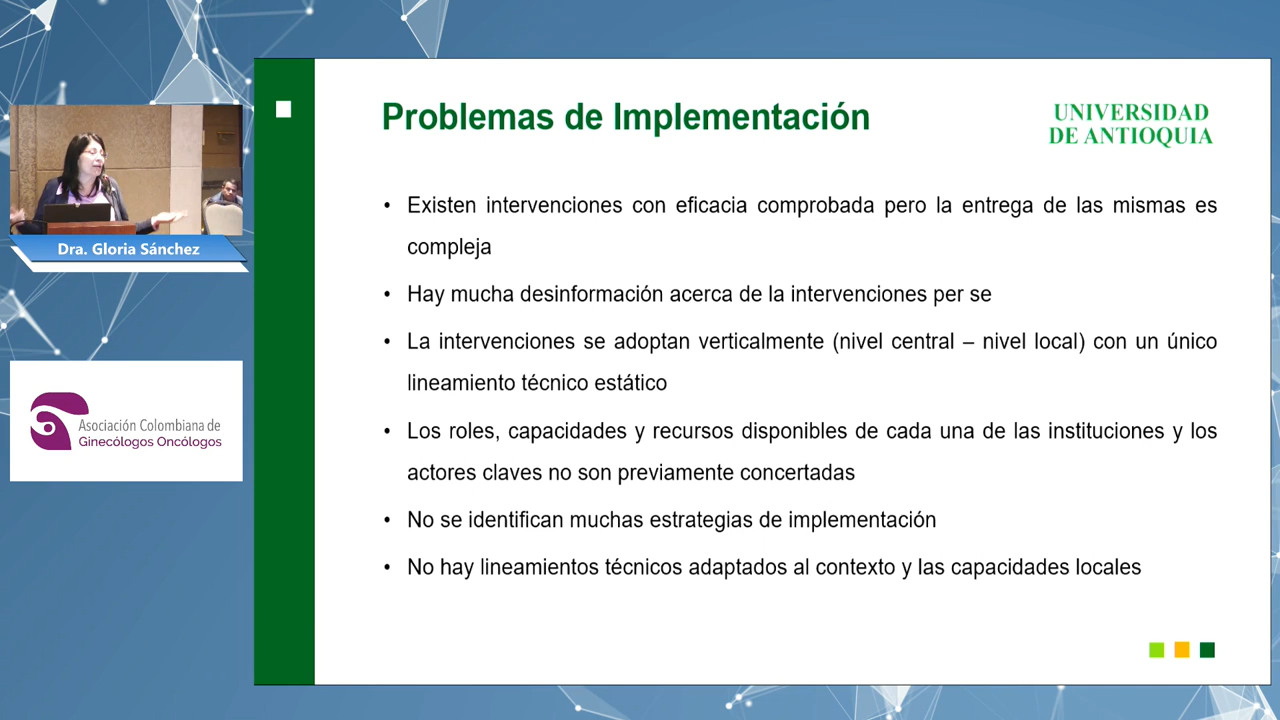 Problemas de Implementación
UNIVERSIDAD
DE ANTIOQUIA
• Existen intervenciones con eficacia comprobada pero la entrega de las mismas es
compleja
• Hay mucha desinformación acerca de la intervenciones per se
• La intervenciones se adoptan verticalmente (nivel central – nivel local) con un único
lineamiento técnico estático
• Los roles, capacidades y recursos disponibles de cada una de las instituciones y los
actores claves no son previamente concertadas
• No se identifican muchas estrategias de implementación
• No hay lineamientos técnicos adaptados al contexto y las capacidades locales
Dra. Gloria Sánchez
Asociación Colombiana de
Ginecólogos Oncólogos